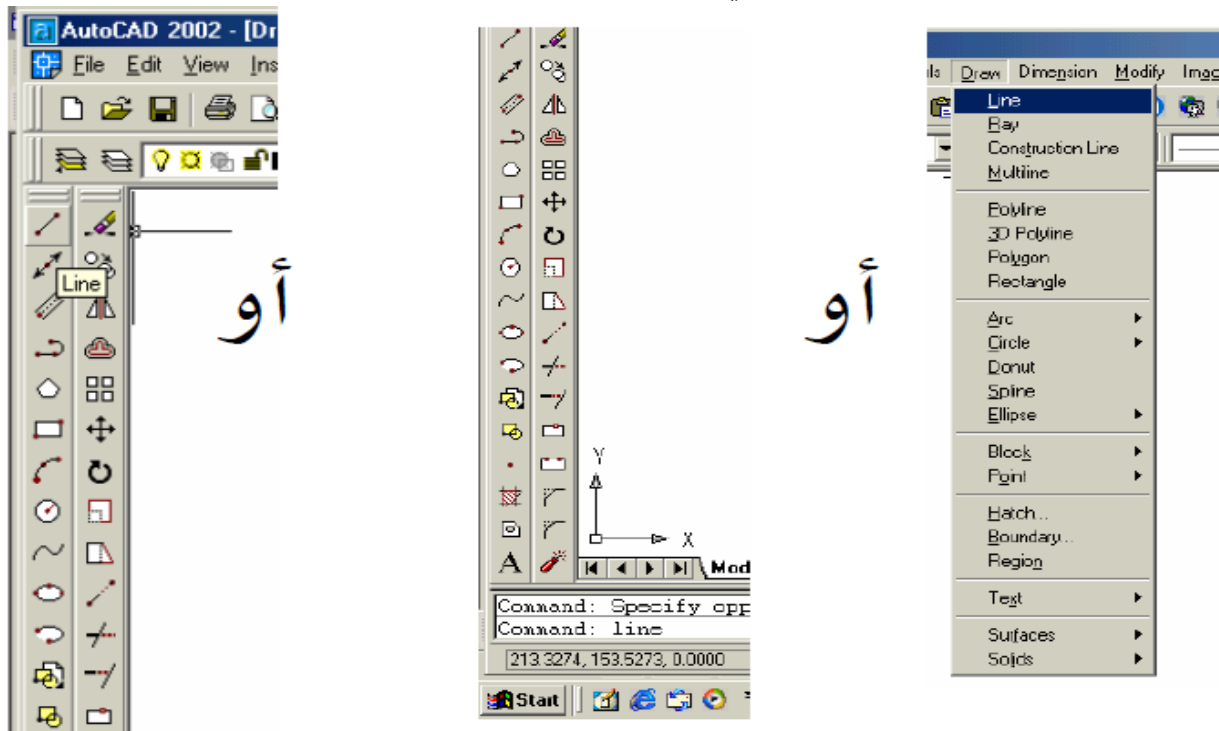 AutoCAD 2002 - [Dr
File Edit View Ins
Line
أو
A
Y
X
Mod
Command: Specify opp
Command: line
213.3274, 153.5273, 0.0000
Start
أو
Draw Dimension Modify Imag
Line
Ray
Construction Line
Multiline
Polyline
3D Polyline
Polygon
Rectangle
Arc
Circle
Donut
Spline
Ellipse
Block
Point
Hatch...
Boundary...
Region
Text
Surfaces
Solids